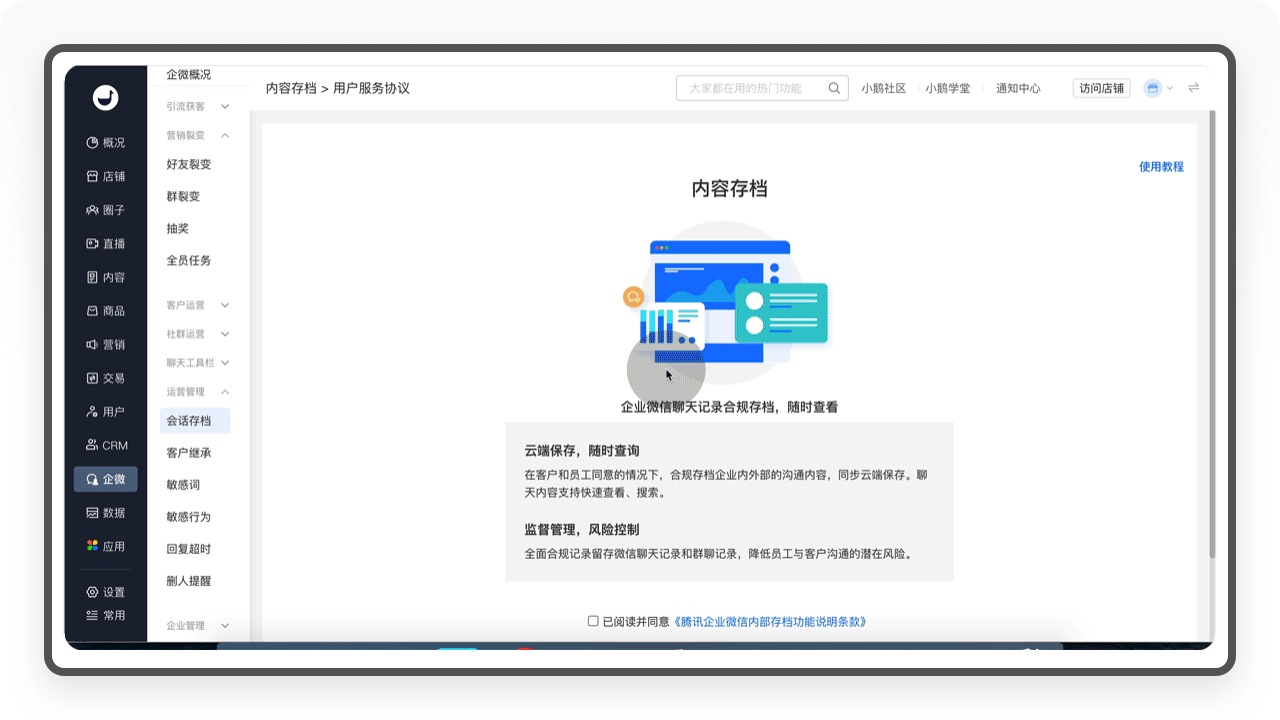 概况
店铺
圈子
直播
内容
商品
营销
交易
用户
CRM
企微
数据
应用
设置
常用
企微概况
引流获客
营销裂变
好友裂变
群裂变
抽奖
全员任务
客户运营
社群运营
聊天工具栏
运营管理
会话存档
客户继承
敏感词
敏感行为
回复超时
删人提醒
企业管理
内容存档 > 用户服务协议
大家都在用的热门功能
小鹅社区
小鹅学堂
通知中心
访问店铺
使用教程
内容存档
企业微信聊天记录合规存档，随时查看
云端保存，随时查询
在客户和员工同意的情况下，合规存档企业内外部的沟通内容，同步云端保存。聊
天内容支持快速查看、搜索。
监督管理，风险控制
全面合规记录留存微信聊天记录和群聊记录，降低员工与客户沟通的潜在风险。
已阅读并同意《腾讯企业微信内部存档功能说明条款》